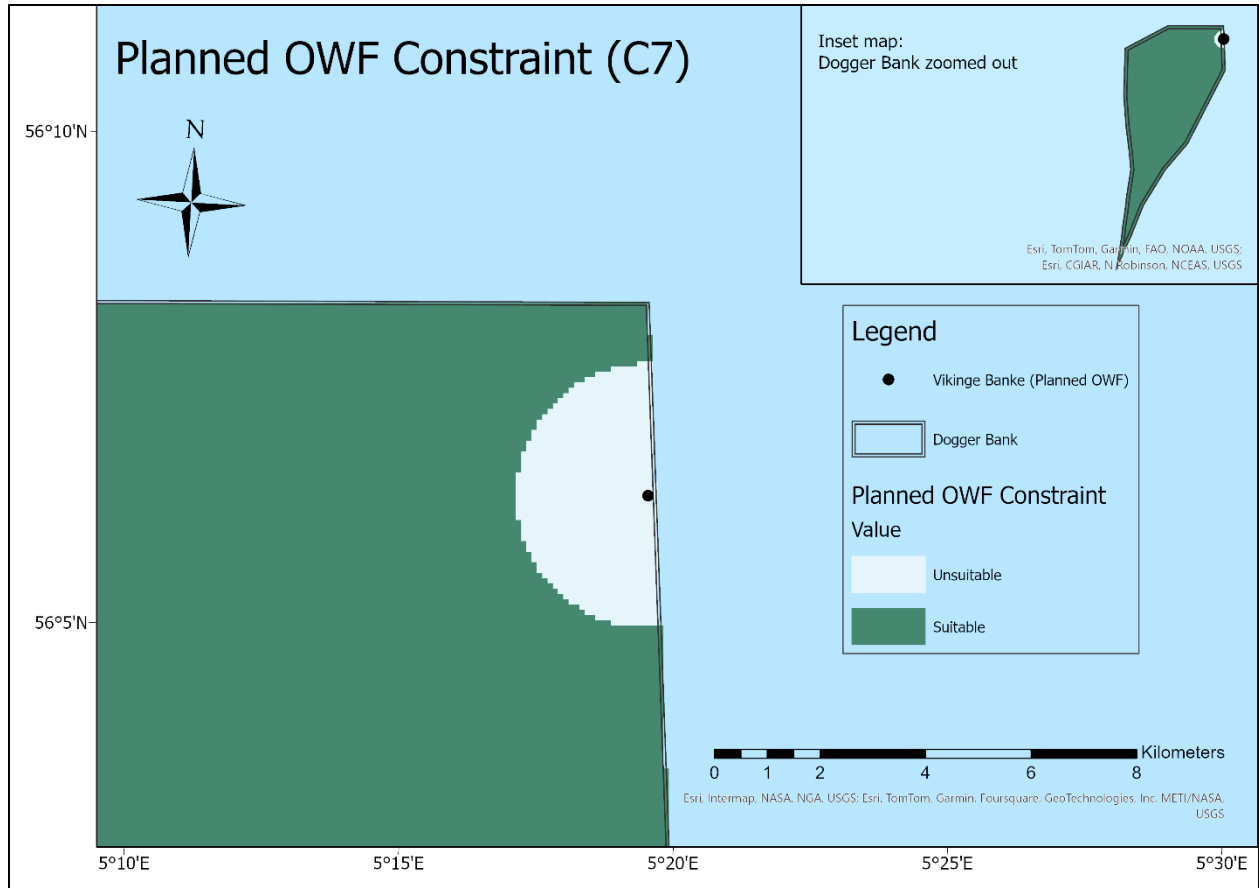 Planned OWF Constraint (C7)
Inset map:
Dogger Bank zoomed out
Esri, TomTom, Garmin, FAO, NOAA, USGS;
Esri, CGIAR, N Robinson, NCEAS, USGS
N
56°10'N
56°5'N
Legend
Vikinge Banke (Planned OWF)
Dogger Bank
Planned OWF Constraint
Value
Unsuitable
Suitable
Kilometers
0 1 2 4 6 8
Esri, Intermap, NASA, NGA, USGS; Esri, TomTom, Garmin, Foursquare, GeoTechnologies, Inc, METI/NASA,
USGS
5°10'E 5°15'E 5°20'E 5°25'E 5°30'E